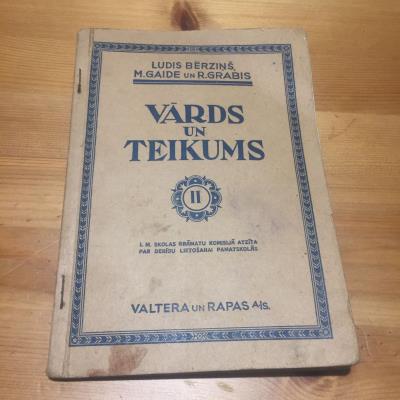 LUDIS BĒRZIŅŠ,
M. GAIDE UN R. GRABIS
VĀRDS
UN
TEIKUMS
II
I. M. SKOLAS GRĀMATU KOMISIJĀ ATZĪTA
PAR DERĪGU LIETOŠANAI PAMATSKOLĀS
VALTERA UN RAPAS A/S.